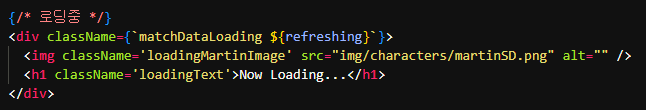 {/* 로딩중 */}
<div className={`matchDataLoading ${refreshing}`}>
<img className='loadingMartinImage' src="img/characters/martinSD.png" alt="" />
<h1 className='loadingText'>Now Loading...</h1>
</div>